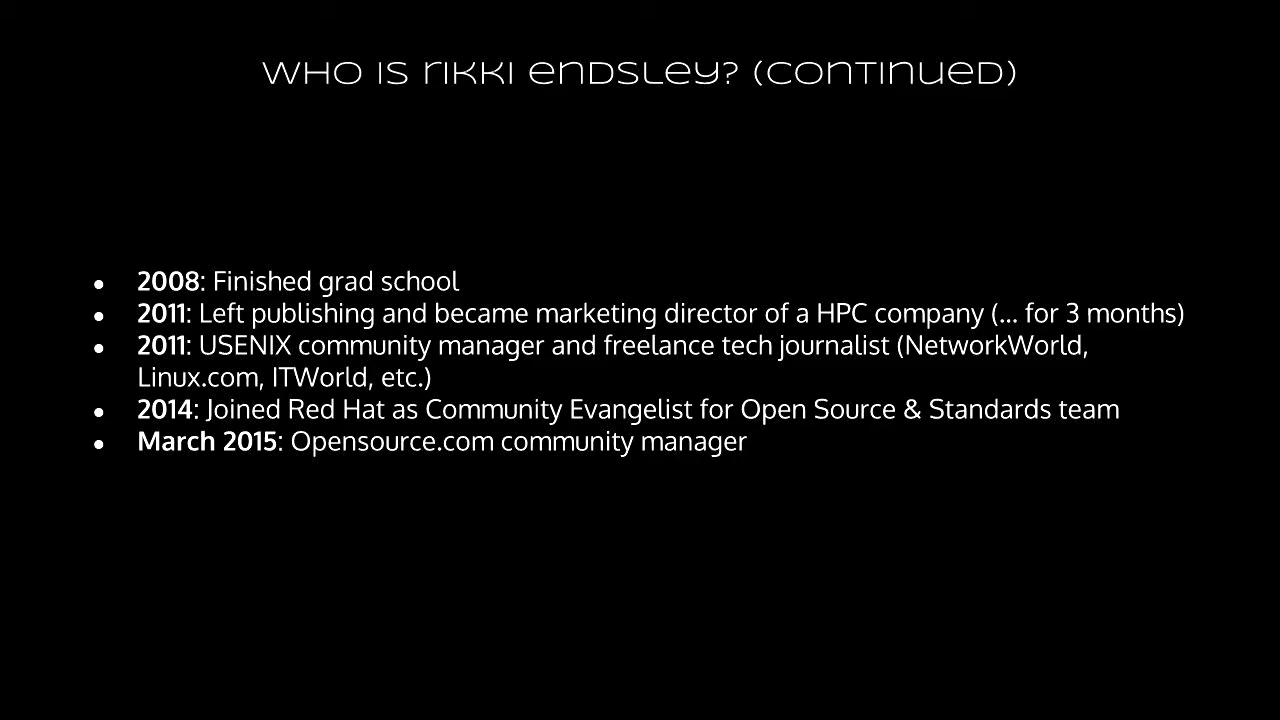 WHO IS RIKKI ENDSLEY? (CONTINUED)
● 2008: Finished grad school
● 2011: Left publishing and became marketing director of a HPC company (... for 3 months)
● 2011: USENIX community manager and freelance tech journalist (NetworkWorld,
Linux.com, ITWorld, etc.)
● 2014: Joined Red Hat as Community Evangelist for Open Source & Standards team
● March 2015: Opensource.com community manager